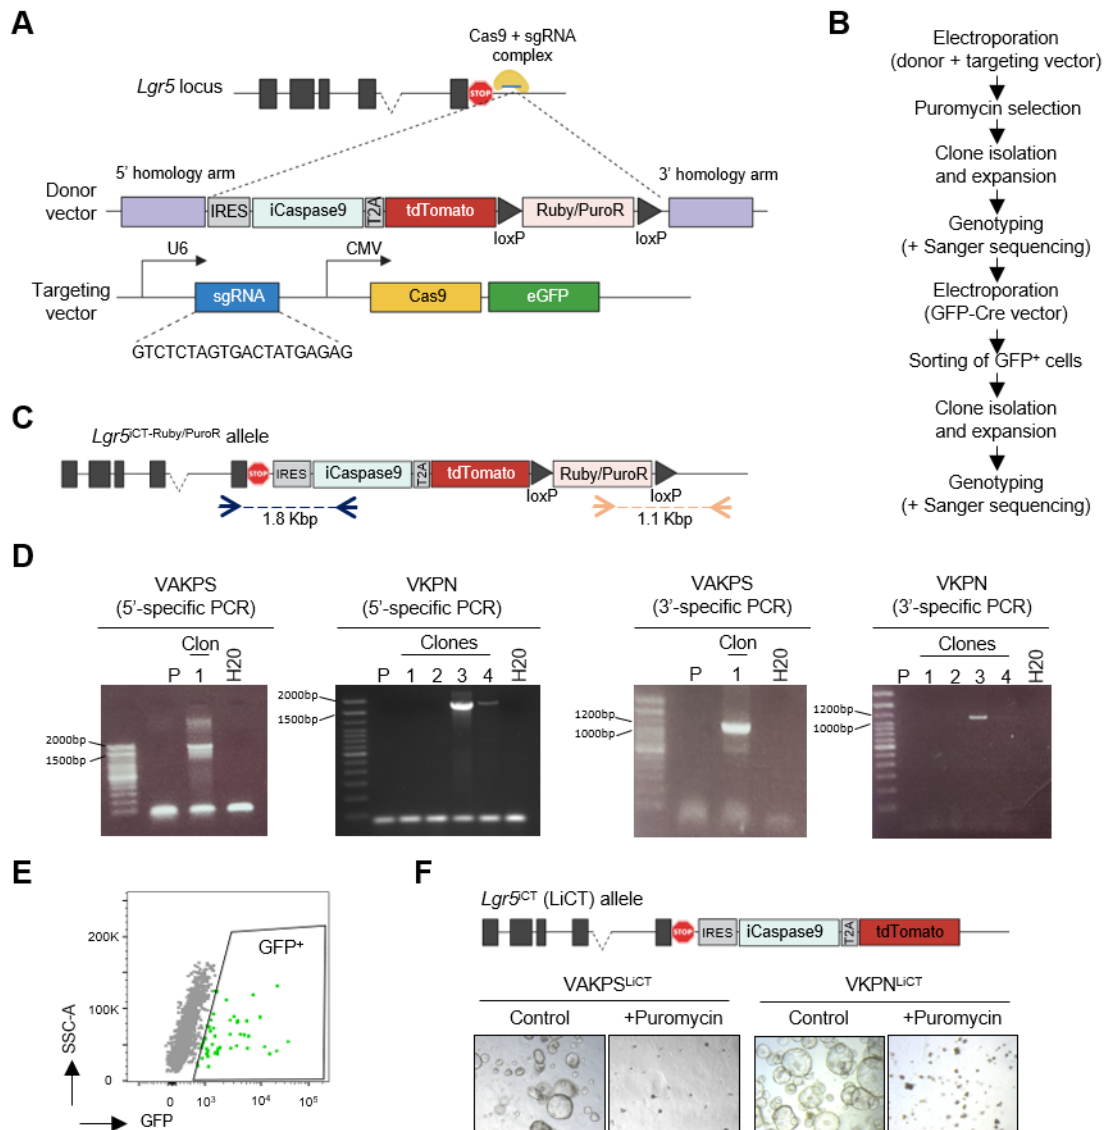 A
Cas9 + sgRNA
complex
Lgr5 locus
STOP
5' homology arm
3' homology arm
Donor
vector
IRES
iCaspase9
T2A
tdTomato
loxP
Ruby/PuroR
loxP
U6
CMV
Targeting
vector
sgRNA
Cas9
eGFP
GTCTCTAGTGACTATGAGAG
B
Electroporation
(donor + targeting vector)
Puromycin selection
Clone isolation
and expansion
Genotyping
(+ Sanger sequencing)
Electroporation
(GFP-Cre vector)
Sorting of GFP+ cells
Clone isolation
and expansion
Genotyping
(+ Sanger sequencing)
C
Lgr5iCT-Ruby/PuroR allele
STOP
IRES
iCaspase9
T2A
tdTomato
loxP
Ruby/PuroR
loxP
1.8 Kbp
1.1 Kbp
D
VAKPS
(5'-specific PCR)
Clon
P 1 H20
2000bp
1500bp
VKPN
(5'-specific PCR)
Clones
P 1 2 3 4 H20
2000bp
1500bp
VAKPS
(3'-specific PCR)
Clon
P 1 H20
1200bp
1000bp
VKPN
(3'-specific PCR)
Clones
P 1 2 3 4 H20
1200bp
1000bp
E
SSC-A
200K
100K
0
GFP+
0 10³ 10⁴ 10⁵
GFP
F
Lgr5iCT (LiCT) allele
STOP
IRES
iCaspase9
T2A
tdTomato
VAKPSLiCT
Control
+Puromycin
VKPNLiCT
Control
+Puromycin